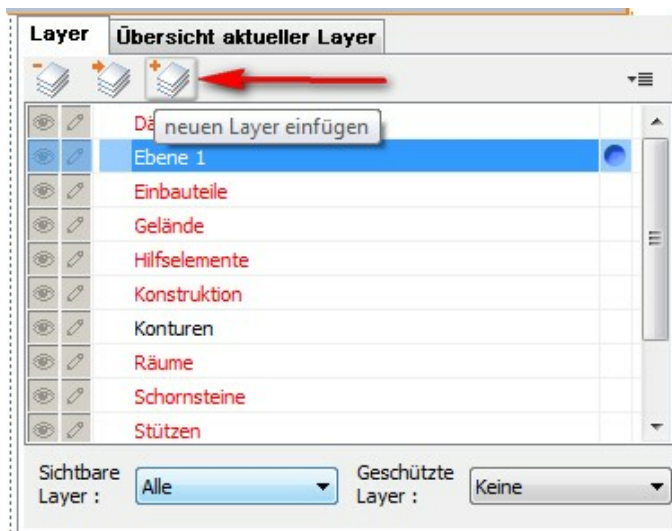 Layer Übersicht aktueller Layer
neuen Layer einfügen
Ebene 1
Einbauteile
Gelände
Hilfselemente
Konstruktion
Konturen
Räume
Schornsteine
Stützen
Sichtbare Layer : Alle Geschützte Layer : Keine